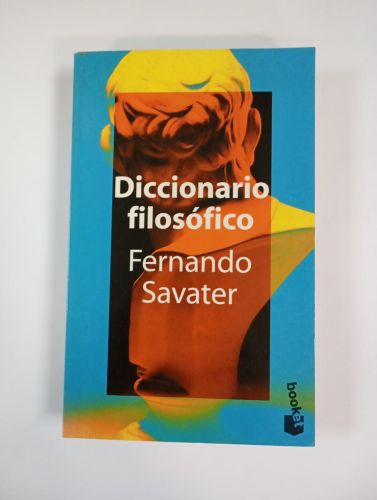 Diccionario
filosófico
Fernando
Savater
booket